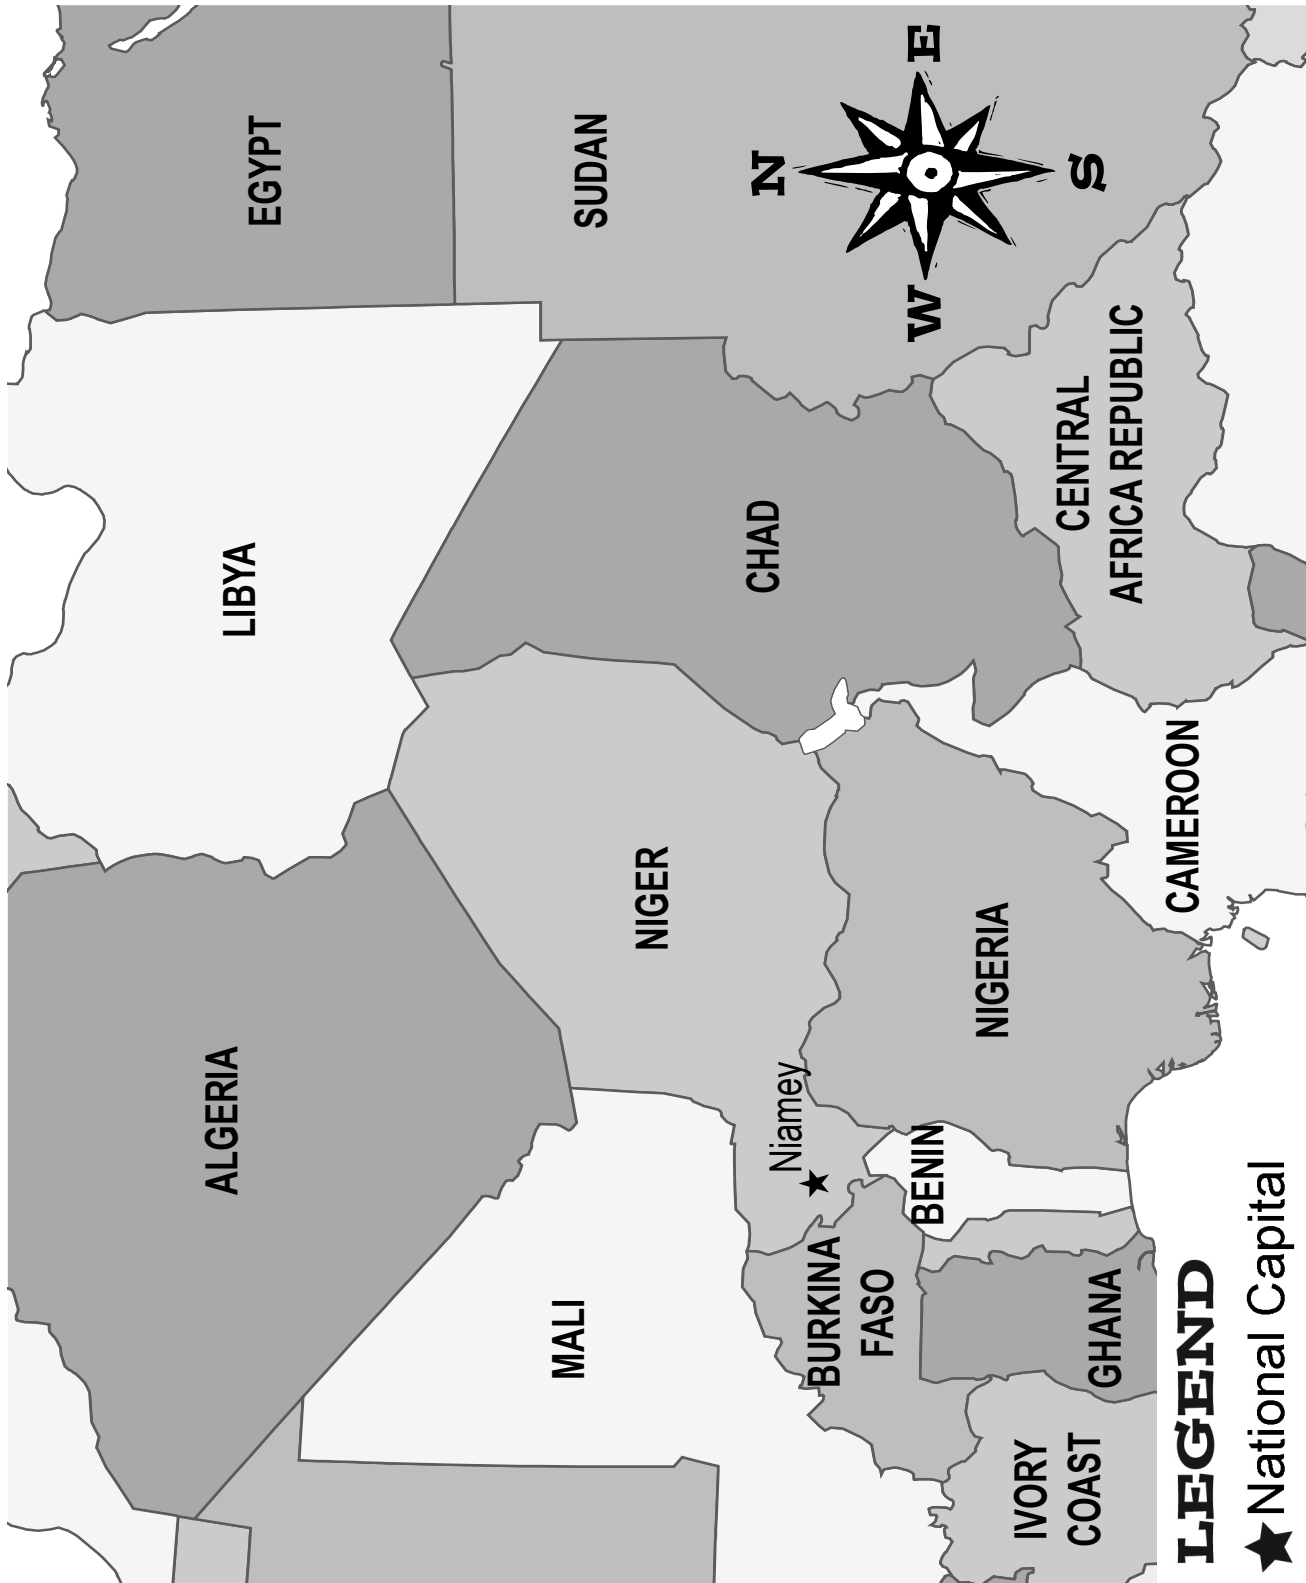 ALGERIA
LIBYA
EGYPT
MALI
NIGER
CHAD
SUDAN
Niamey
BURKINA
FASO
BENIN
NIGERIA
CENTRAL
AFRICA REPUBLIC
CAMEROON
GHANA
IVORY
COAST
N
E
S
W
LEGEND
National Capital